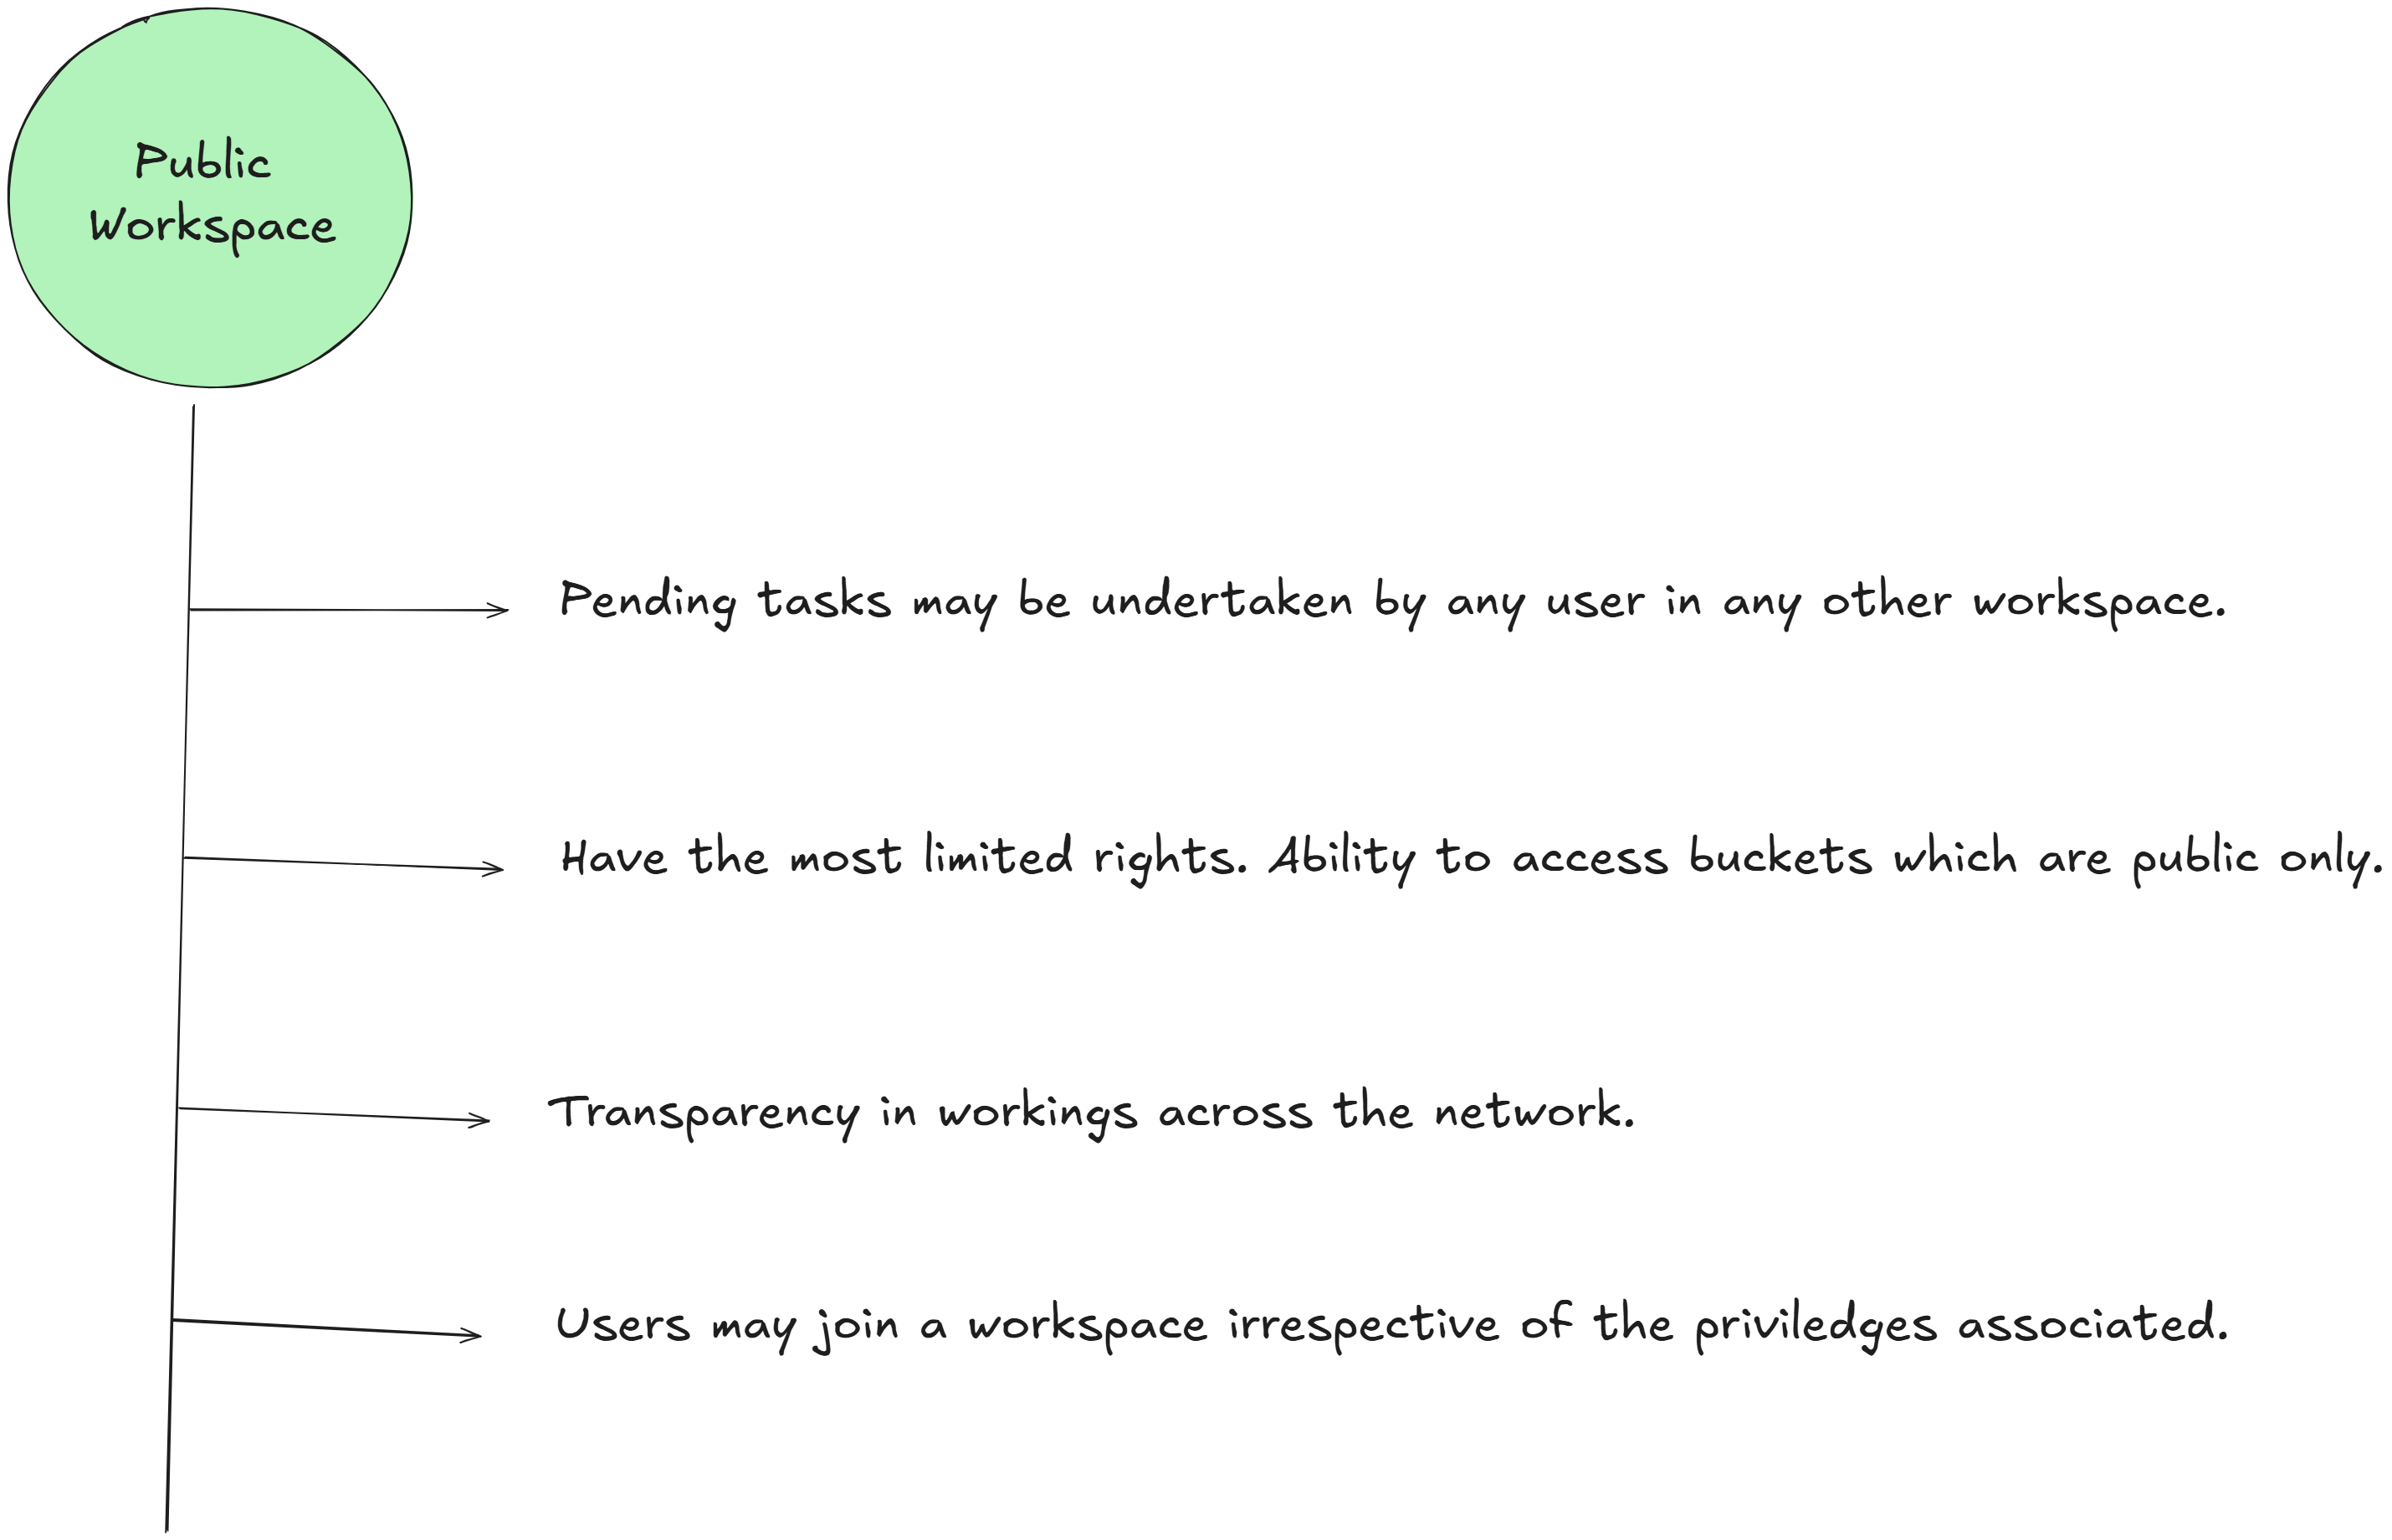 Public
Workspace
Pending tasks may be undertaken by any user in any other workspace.
Have the most limited rights. Ability to access buckets which are public only.
Transparency in workings across the network.
Users may join a workspace irrespective of the priviledges associated.